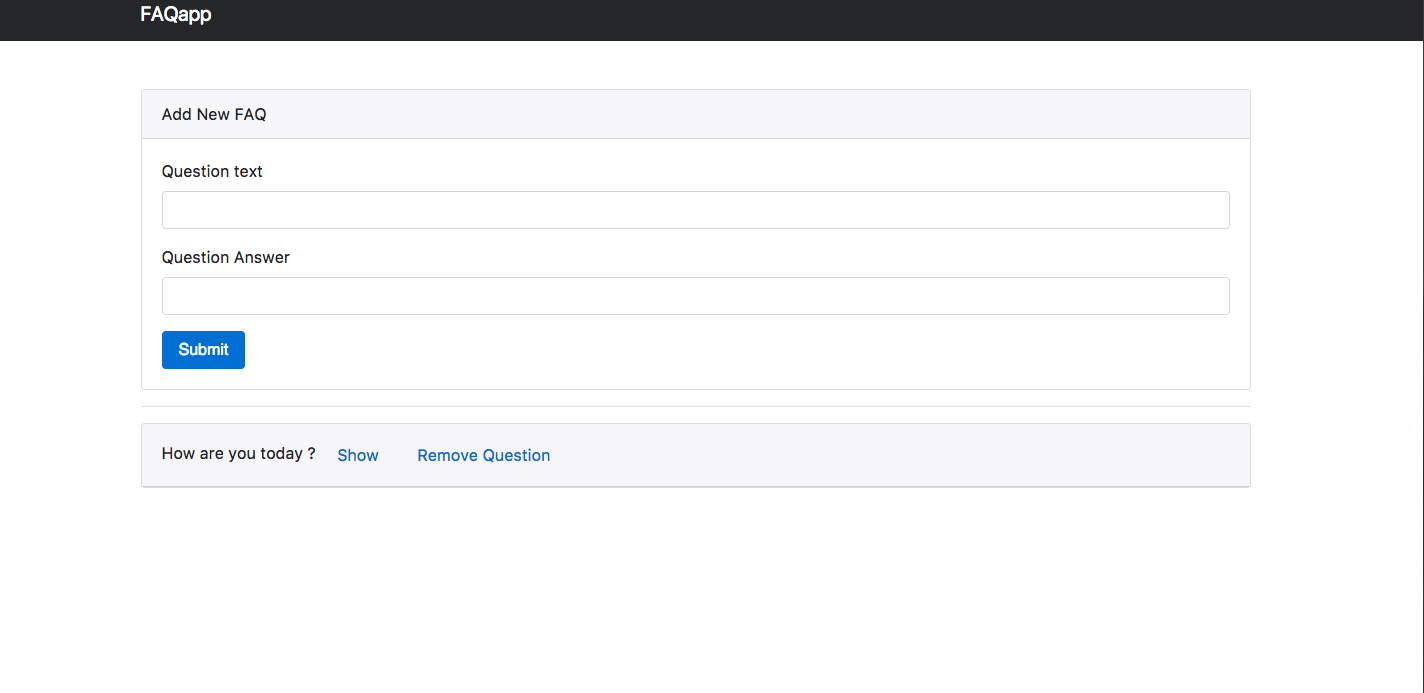 FAQapp
Add New FAQ
Question text
Question Answer
Submit
How are you today ? Show Remove Question